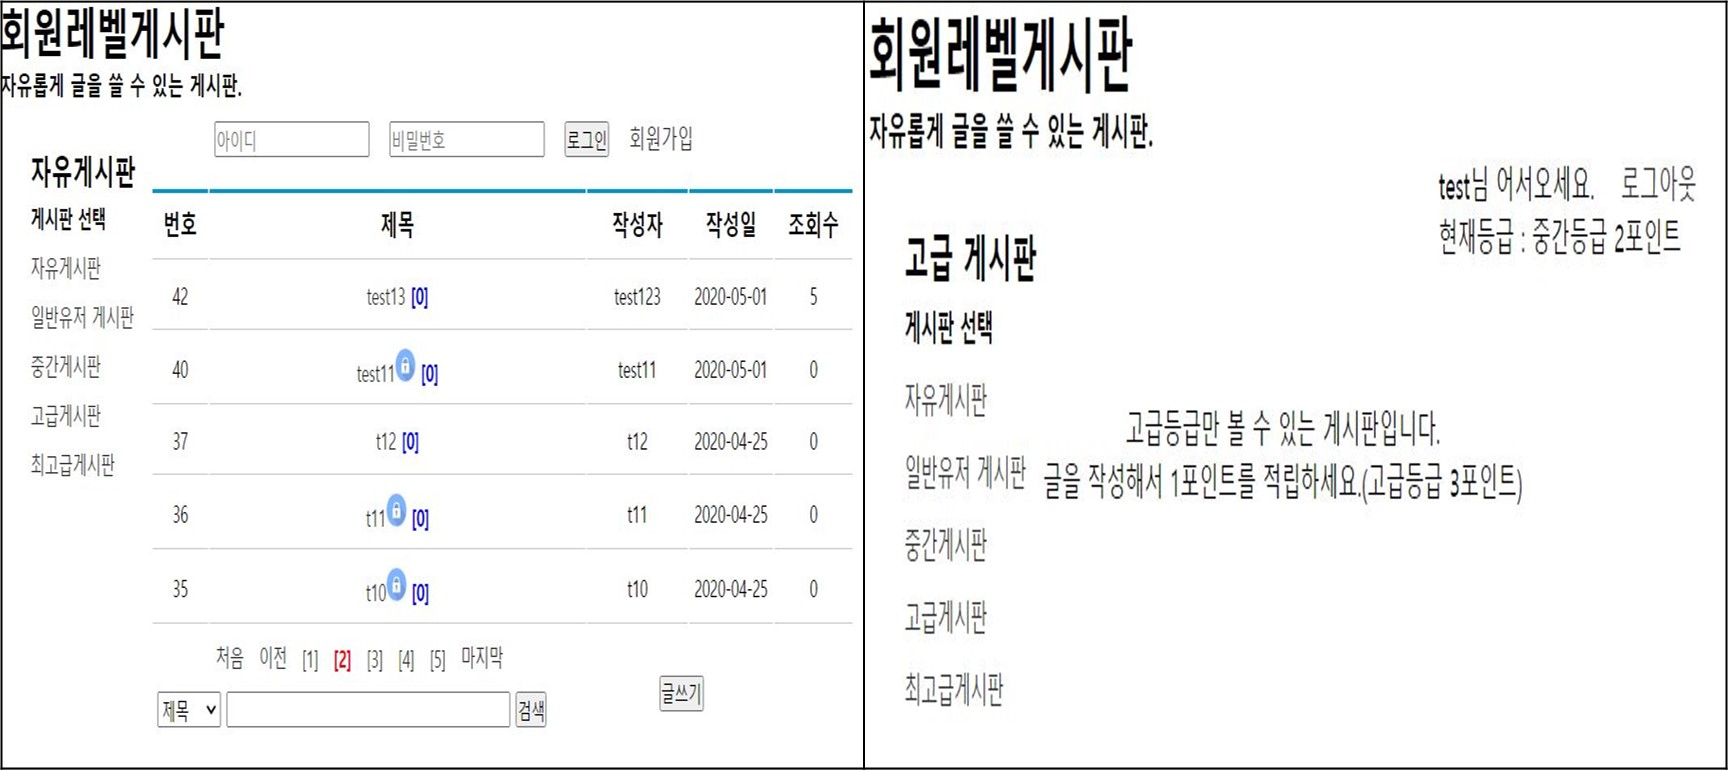 회원레벨게시판
자유롭게 글을 쓸 수 있는 게시판.
아이디 비밀번호 로그인 회원가입
자유게시판
게시판 선택
자유게시판
일반유저 게시판
중간게시판
고급게시판
최고급게시판
번호 제목 작성자 작성일 조회수
42 test13 [0] test123 2020-05-01 5
40 test11 [0] test11 2020-05-01 0
37 t12 [0] t12 2020-04-25 0
36 t11 [0] t11 2020-04-25 0
35 t10 [0] t10 2020-04-25 0
처음 이전 [1] [2] [3] [4] [5] 마지막
제목 검색 글쓰기
회원레벨게시판
자유롭게 글을 쓸 수 있는 게시판.
test님 어서오세요. 로그아웃
현재등급 : 중간등급 2포인트
고급 게시판
게시판 선택
자유게시판
일반유저 게시판
중간게시판
고급게시판
최고급게시판
고급등급만 볼 수 있는 게시판입니다.
글을 작성해서 1포인트를 적립하세요.(고급등급 3포인트)